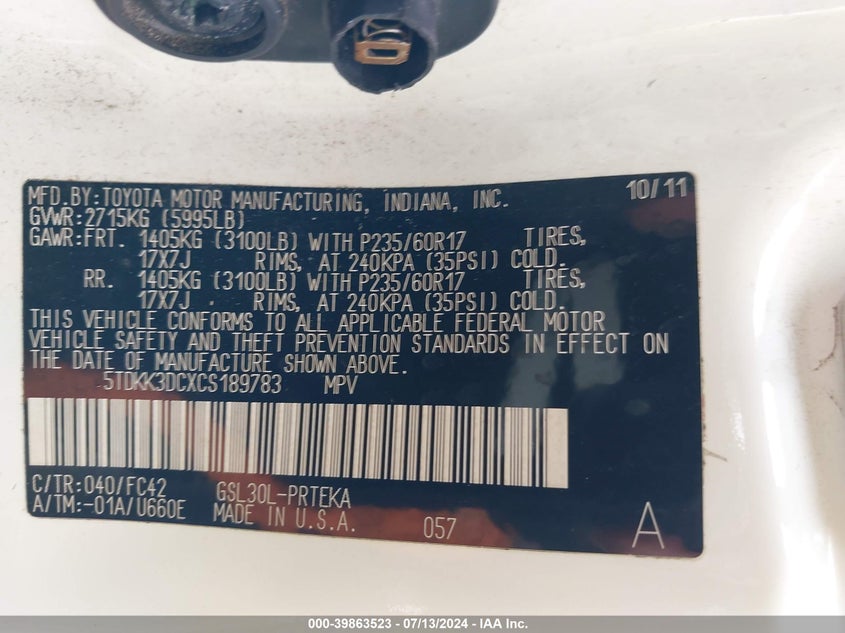 MFD.BY:TOYOTA MOTOR MANUFACTURING, INDIANA, INC. 10/11
GVWR:2715KG (5995LB)
GAWR:FRT. 1405KG (3100LB) WITH P235/60R17 TIRES,
17X7J RIMS, AT 240KPA (35PSI) COLD.
RR. 1405KG (3100LB) WITH P235/60R17 TIRES,
17X7J RIMS, AT 240KPA (35PSI) COLD.
THIS VEHICLE CONFORMS TO ALL APPLICABLE FEDERAL MOTOR
VEHICLE SAFETY AND THEFT PREVENTION STANDARDS IN EFFECT ON
THE DATE OF MANUFACTURE SHOWN ABOVE.
5TDKK3DCXCS189783 MPV
C/TR:040/FC42 GSL30L-PRTEKA
A/TM:-01A/U660E MADE IN U.S.A. 057 A
000-39863523 - 07/13/2024 - IAA Inc.